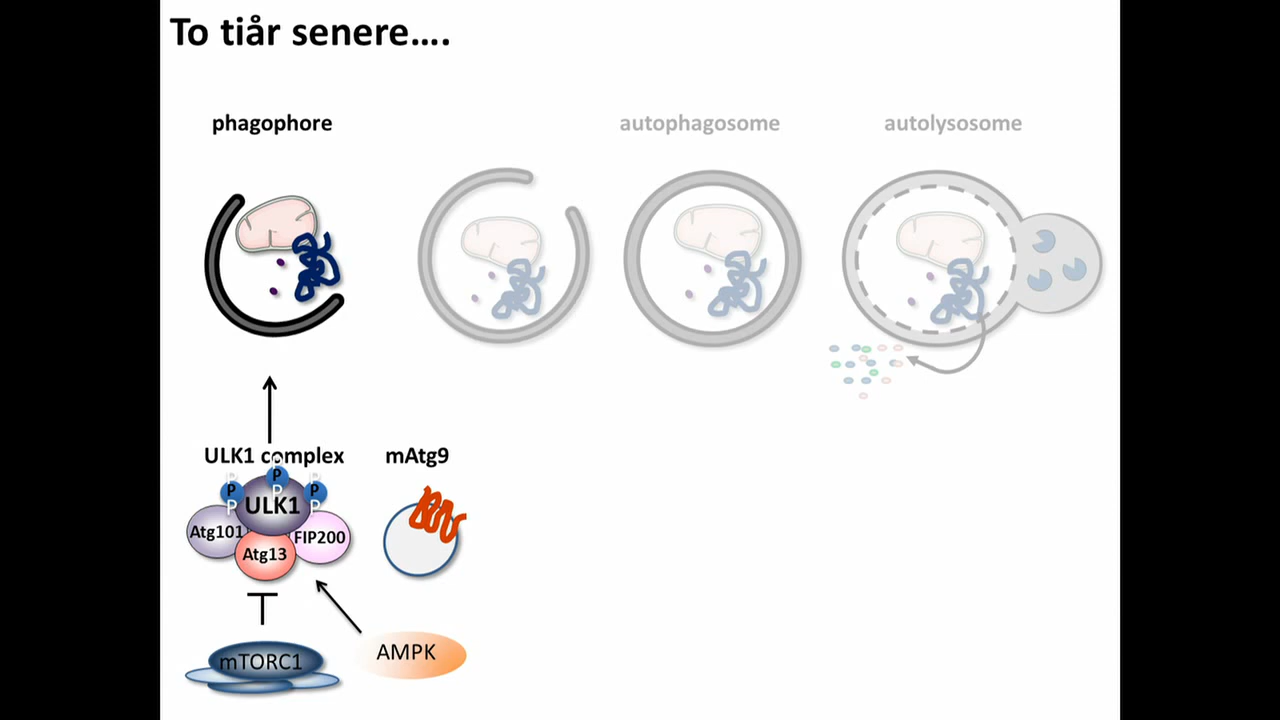 To tiår senere....
phagophore
autophagosome
autolysosome
ULK1 complex
mAtg9
P
P
P
P
P
P
P
P
P
ULK1
Atg101
FIP200
Atg13
mTORC1
AMPK